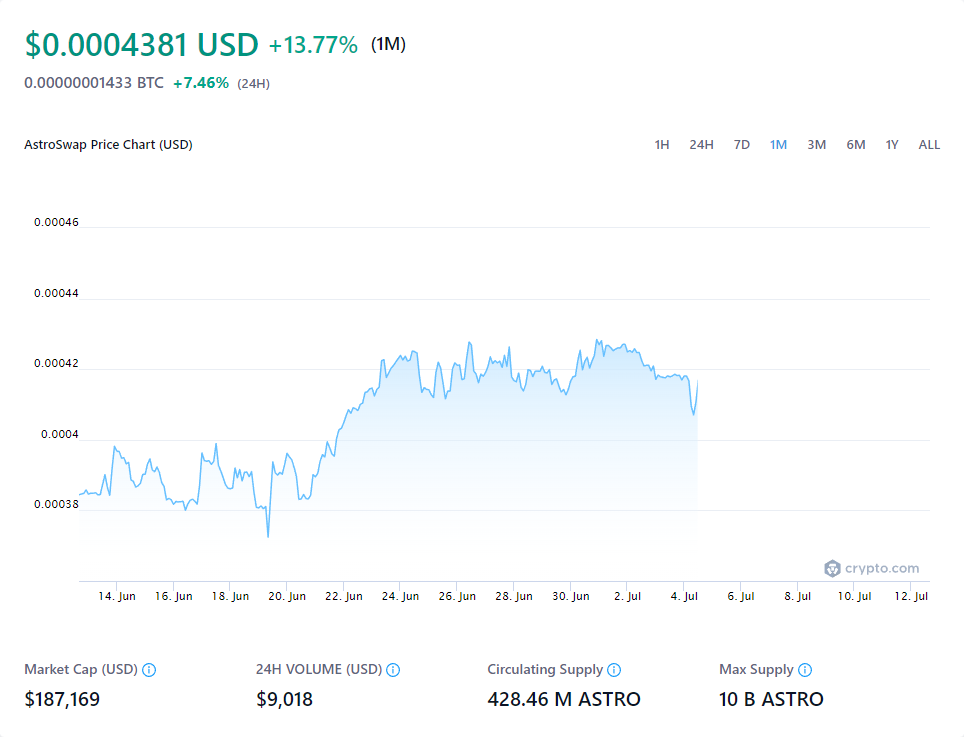 $0.0004381 USD +13.77% (1M)
0.00000001433 BTC +7.46% (24H)
AstroSwap Price Chart (USD) 1H 24H 7D 1M 3M 6M 1Y ALL
0.00046
0.00044
0.00042
0.0004
0.00038
crypto.com
14. Jun 16. Jun 18. Jun 20. Jun 22. Jun 24. Jun 26. Jun 28. Jun 30. Jun 2. Jul 4. Jul 6. Jul 8. Jul 10. Jul 12. Jul
Market Cap (USD) 24H VOLUME (USD) Circulating Supply Max Supply
$187,169 $9,018 428.46 M ASTRO 10 B ASTRO